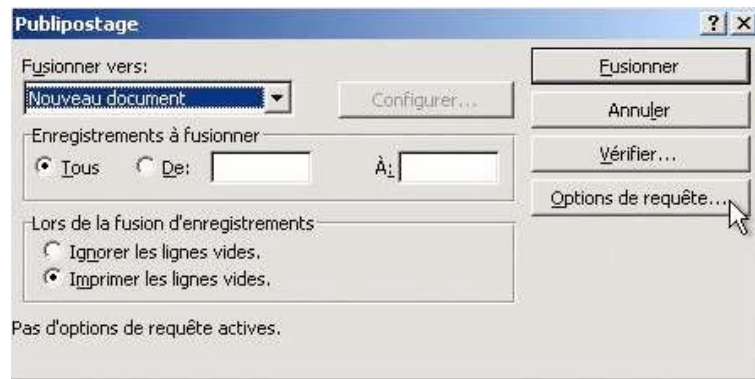 Publipostage
Fusionner vers:
Nouveau document
Configurer...
Fusionner
Annuler
Vérifier...
Options de requête...
Enregistrements à fusionner
Tous De: À:
Lors de la fusion d'enregistrements
Ignorer les lignes vides.
Imprimer les lignes vides.
Pas d'options de requête actives.